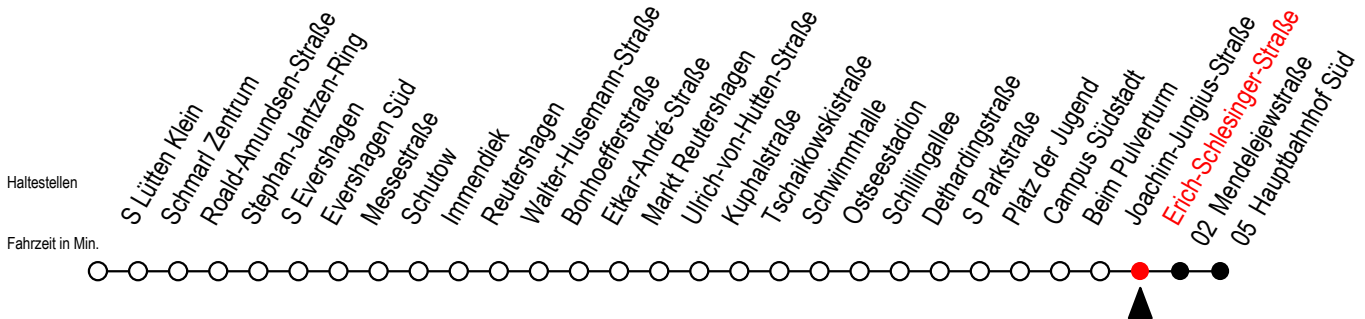 Haltestellen
S Lütten Klein
Schmarl Zentrum
Roald-Amundsen-Straße
Stephan-Jantzen-Ring
S Evershagen
Evershagen Süd
Messestraße
Schutow
Immendiek
Reutershagen
Walter-Husemann-Straße
Bonhoefferstraße
Etkar-André-Straße
Markt Reutershagen
Ulrich-von-Hutten-Straße
Kuphalstraße
Tschaikowskistraße
Schwimmhalle
Ostseestadion
Schillingallee
Dethardingstraße
S Parkstraße
Platz der Jugend
Campus Südstadt
Beim Pulverturm
Joachim-Jungius-Straße
Erich-Schlesinger-Straße
02 Mendelejewstraße
05 Hauptbahnhof Süd
Fahrzeit in Min.